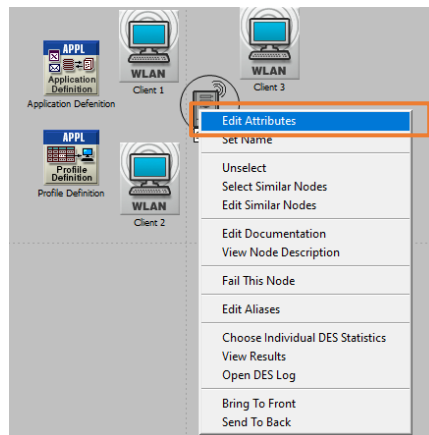 APPL
Application
Definition
Application Defenition
WLAN
Client 1
WLAN
Client 3
APPL
Profile
Definition
Profile Definition
WLAN
Client 2
Edit Attributes
Set Name
Unselect
Select Similar Nodes
Edit Similar Nodes
Edit Documentation
View Node Description
Fail This Node
Edit Aliases
Choose Individual DES Statistics
View Results
Open DES Log
Bring To Front
Send To Back